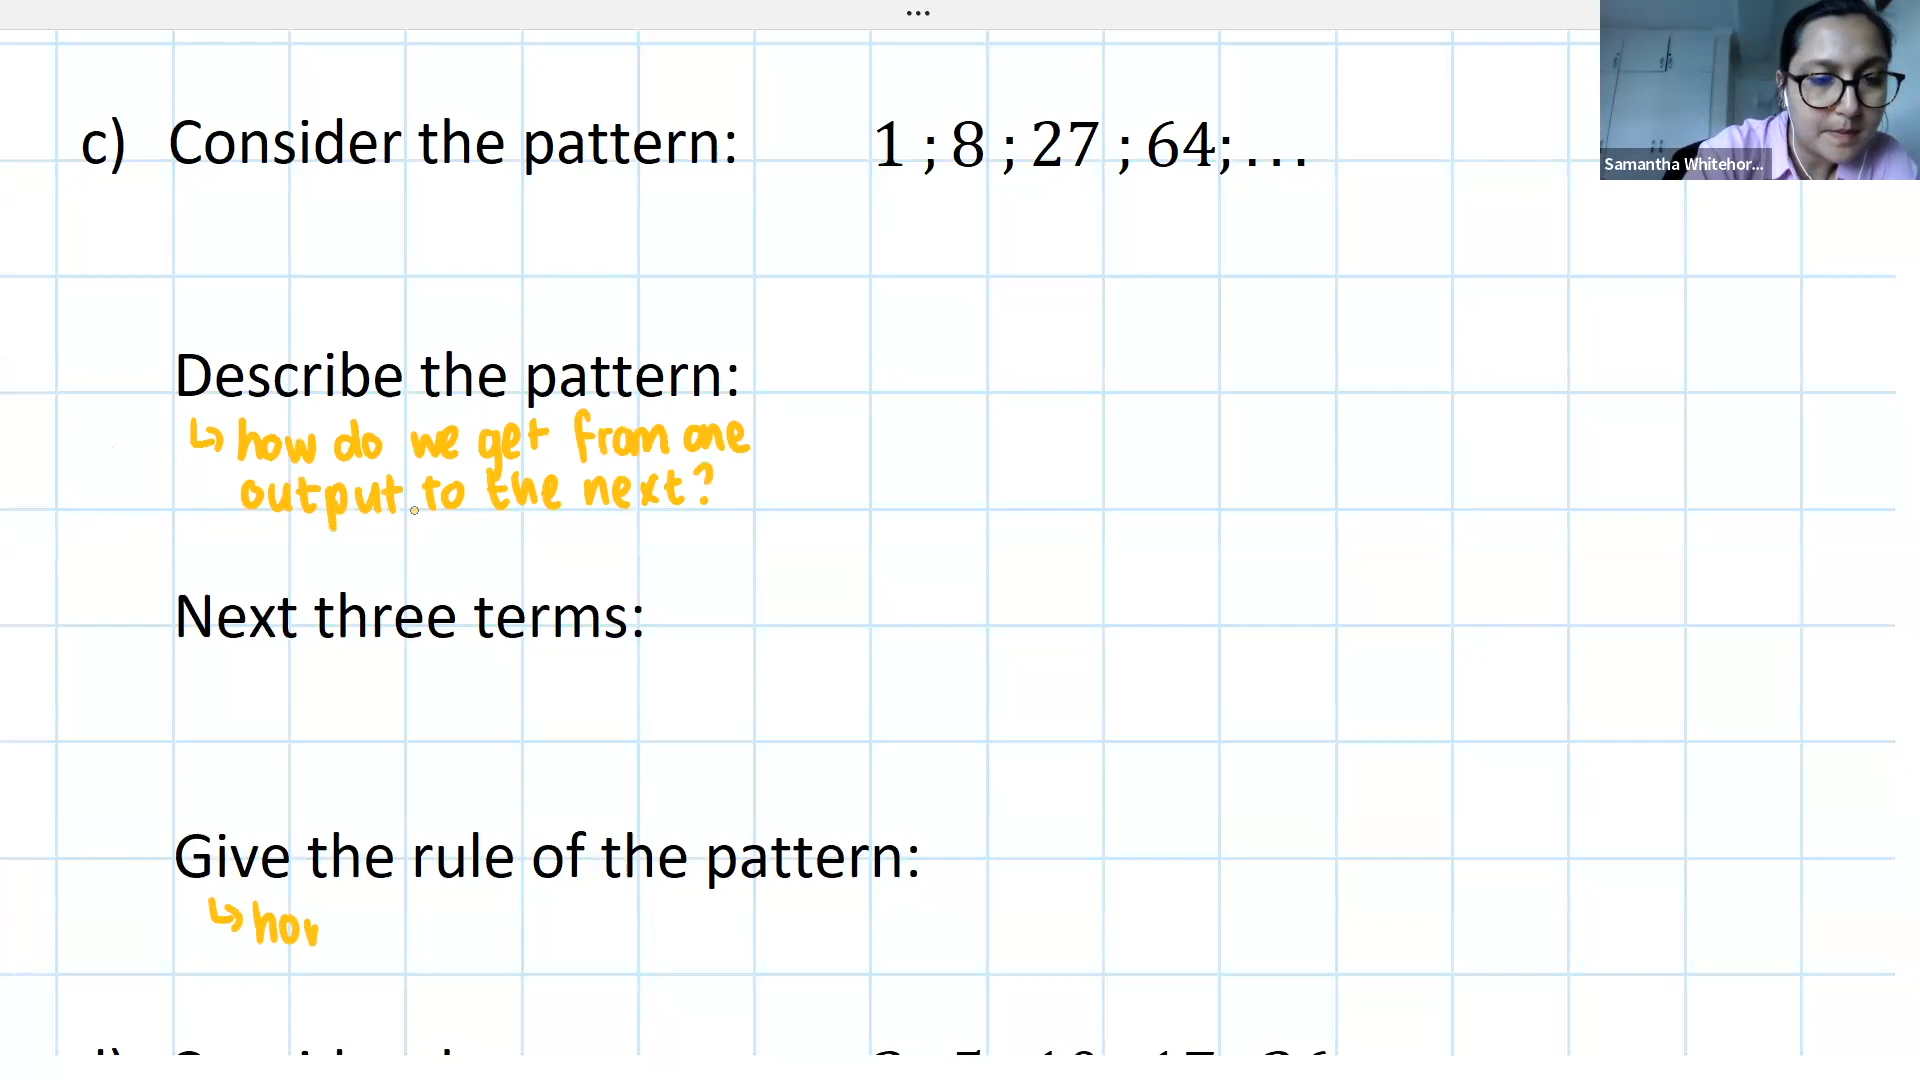 ...
c) Consider the pattern: 1 ; 8 ; 27 ; 64; ...
Samantha Whitehor...
Describe the pattern:
↳ how do we get from one
output to the next?
Next three terms:
Give the rule of the pattern:
↳ how